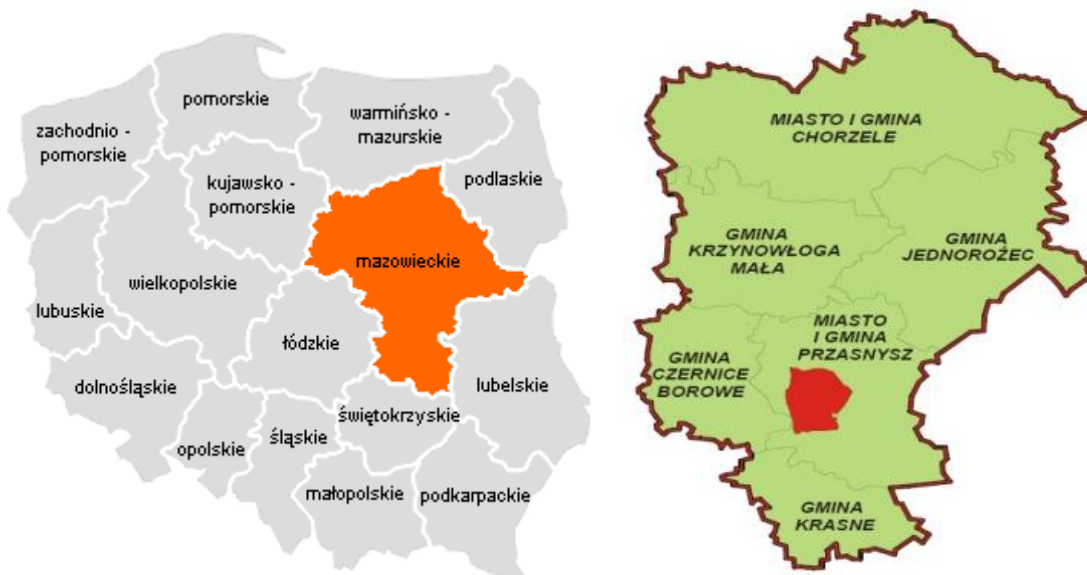 pomorskie
warmińsko -
mazurskie
zachodnio -
pomorskie
kujawsko -
pomorskie
podlaskie
mazowieckie
wielkopolskie
lubuskie
łódzkie
dolnośląskie
lubelskie
opolskie
śląskie
świętokrzyskie
małopolskie
podkarpackie
MIASTO I GMINA
CHORZELE
GMINA
KRZYNOWŁOGA
MAŁA
GMINA
JEDNOROŻEC
MIASTO
I GMINA
PRZASNYSZ
GMINA
CZERNICE
BOROWE
GMINA
KRASNE